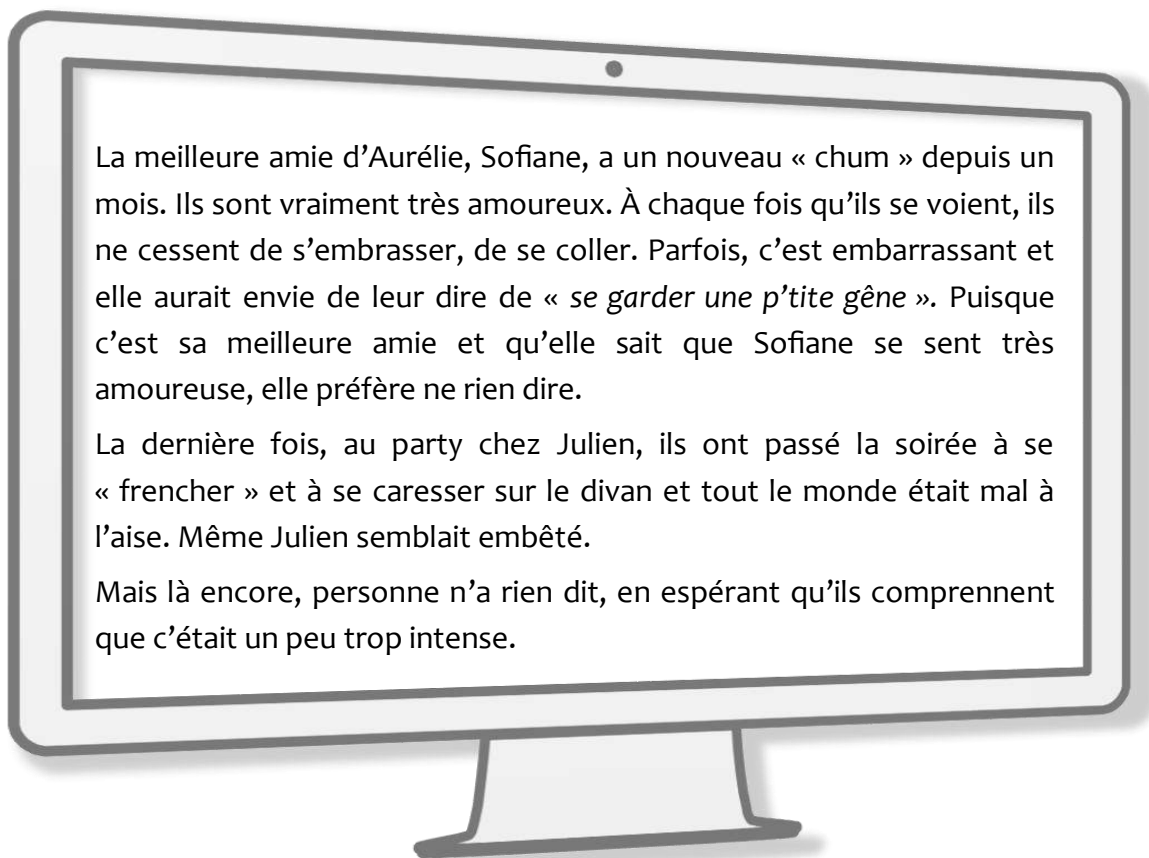 La meilleure amie d’Aurélie, Sofiane, a un nouveau « chum » depuis un
mois. Ils sont vraiment très amoureux. À chaque fois qu’ils se voient, ils
ne cessent de s’embrasser, de se coller. Parfois, c’est embarrassant et
elle aurait envie de leur dire de « se garder une p’tite gêne ». Puisque
c’est sa meilleure amie et qu’elle sait que Sofiane se sent très
amoureuse, elle préfère ne rien dire.
La dernière fois, au party chez Julien, ils ont passé la soirée à se
« frencher » et à se caresser sur le divan et tout le monde était mal à
l’aise. Même Julien semblait embêté.
Mais là encore, personne n’a rien dit, en espérant qu’ils comprennent
que c’était un peu trop intense.